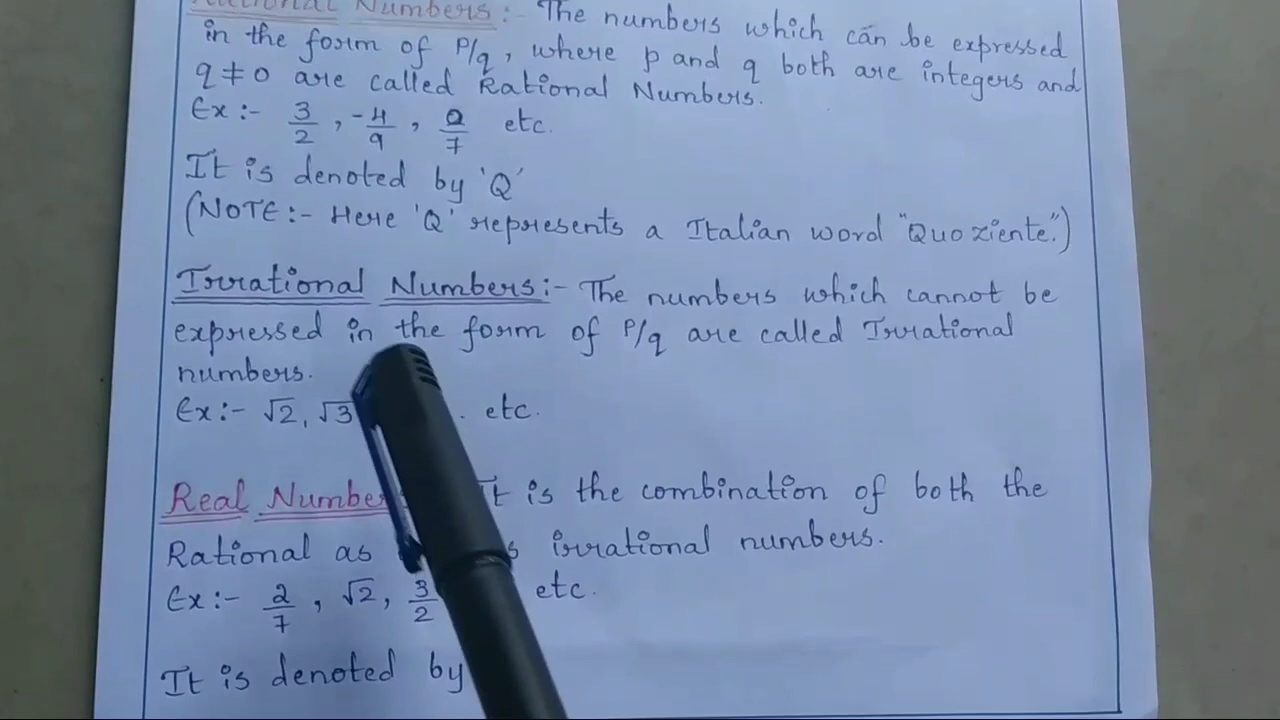 Rational Numbers:- The numbers which can be expressed
in the form of P/q, where p and q both are integers and
q ≠ 0 are called Rational Numbers.
Ex:- 3/2, -4/9, 2/7 etc.
It is denoted by 'Q'
(NOTE:- Here 'Q' represents a Italian word "Quoziente".)
Irrational Numbers:- The numbers which cannot be
expressed in the form of P/q are called Irrational
numbers.
Ex:- √2, √3 . etc.
Real Number It is the combination of both the
Rational as irrational numbers.
Ex:- 2/7, √2, 3/2 etc.
It is denoted by